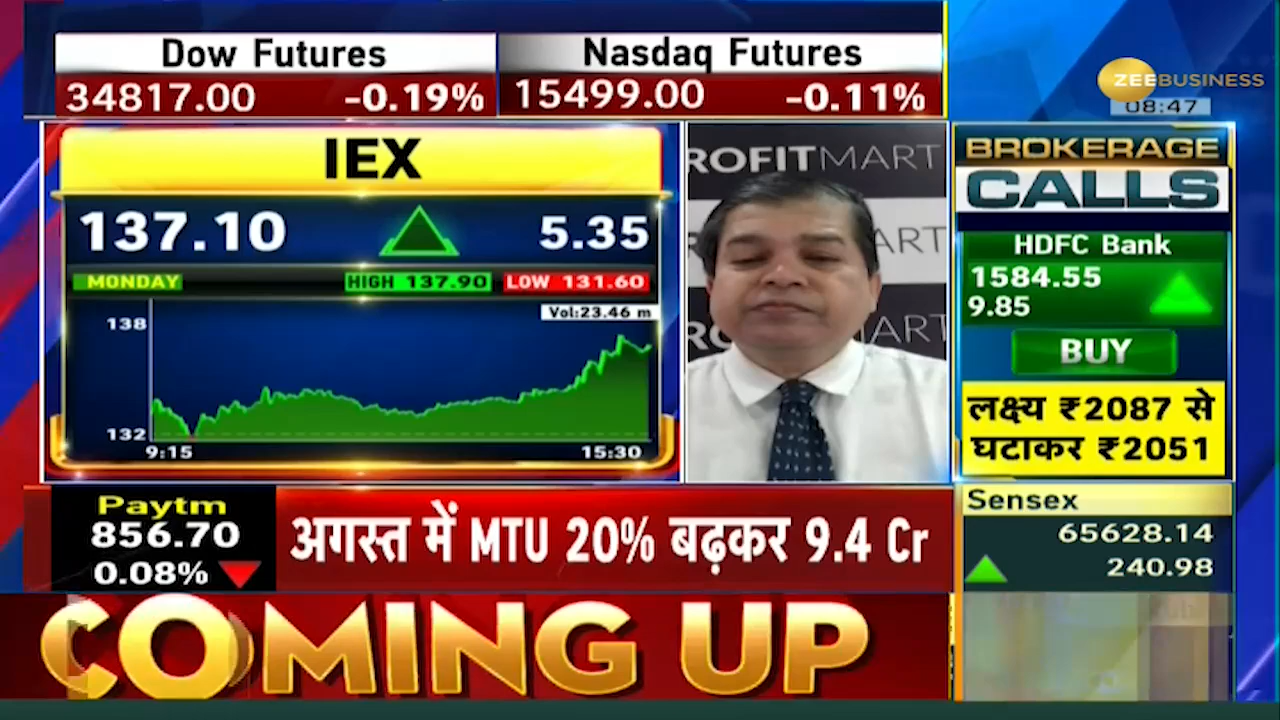 Dow Futures
34817.00 -0.19%
Nasdaq Futures
15499.00 -0.11%
ZEEBUSINESS
08:47
IEX
137.10 5.35
MONDAY HIGH 137.90 LOW 131.60
Vol:23.46 m
138
132
9:15 15:30
ROFITMART
ART
ART
BROKERAGE
CALLS
HDFC Bank
1584.55
9.85
BUY
लक्ष्य ₹2087 से
घटाकर ₹2051
Paytm
856.70
0.08%
अगस्त में MTU 20% बढ़कर 9.4 Cr
Sensex
65628.14
240.98
COMING UP